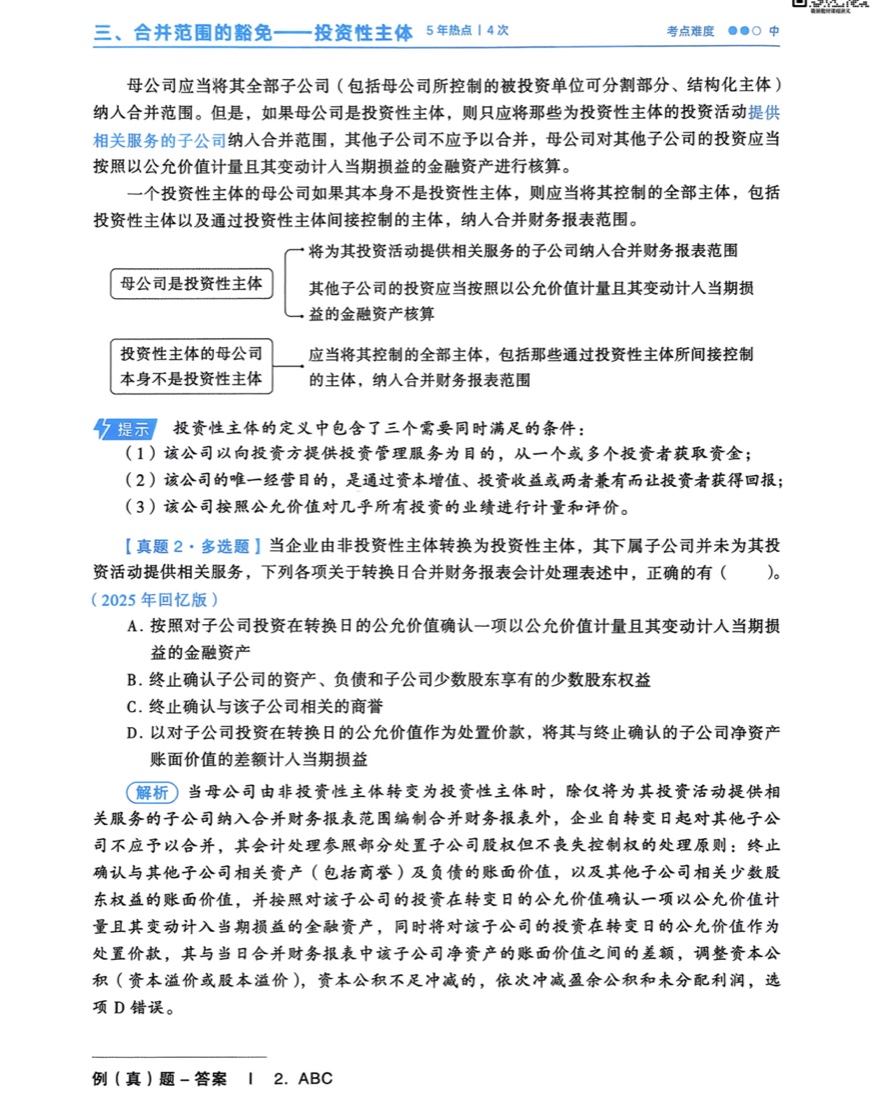 三、合并范围的豁免——投资性主体 5年热点 | 4次 考点难度 中
母公司应当将其全部子公司（包括母公司所控制的被投资单位可分割部分、结构化主体）
纳入合并范围。但是，如果母公司是投资性主体，则只应将那些为投资性主体的投资活动提供
相关服务的子公司纳入合并范围，其他子公司不应予以合并，母公司对其他子公司的投资应当
按照以公允价值计量且其变动计入当期损益的金融资产进行核算。
一个投资性主体的母公司如果其本身不是投资性主体，则应当将其控制的全部主体，包括
投资性主体以及通过投资性主体间接控制的主体，纳入合并财务报表范围。
母公司是投资性主体
将为其投资活动提供相关服务的子公司纳入合并财务报表范围
其他子公司的投资应当按照以公允价值计量且其变动计入当期损
益的金融资产核算
投资性主体的母公司
本身不是投资性主体
应当将其控制的全部主体，包括那些通过投资性主体所间接控制
的主体，纳入合并财务报表范围
提示 投资性主体的定义中包含了三个需要同时满足的条件：
（1）该公司以向投资方提供投资管理服务为目的，从一个或多个投资者获取资金；
（2）该公司的唯一经营目的，是通过资本增值、投资收益或两者兼有而让投资者获得回报；
（3）该公司按照公允价值对几乎所有投资的业绩进行计量和评价。
【真题2·多选题】当企业由非投资性主体转换为投资性主体，其下属子公司并未为其投
资活动提供相关服务，下列各项关于转换日合并财务报表会计处理表述中，正确的有（ ）。
（2025年回忆版）
A. 按照对子公司投资在转换日的公允价值确认一项以公允价值计量且其变动计入当期损
益的金融资产
B. 终止确认子公司的资产、负债和子公司少数股东享有的少数股东权益
C. 终止确认与该子公司相关的商誉
D. 以对子公司投资在转换日的公允价值作为处置价款，将其与终止确认的子公司净资产
账面价值的差额计入当期损益
解析 当母公司由非投资性主体转变为投资性主体时，除仅将为其投资活动提供相
关服务的子公司纳入合并财务报表范围编制合并财务报表外，企业自转变日起对其他子公
司不应予以合并，其会计处理参照部分处置子公司股权但不丧失控制权的处理原则：终止
确认与其他子公司相关资产（包括商誉）及负债的账面价值，以及其他子公司相关少数股
东权益的账面价值，并按照对该子公司的投资在转变日的公允价值确认一项以公允价值计
量且其变动计入当期损益的金融资产，同时将对该子公司的投资在转变日的公允价值作为
处置价款，其与当日合并财务报表中该子公司净资产的账面价值之间的差额，调整资本公
积（资本溢价或股本溢价），资本公积不足冲减的，依次冲减盈余公积和未分配利润，选
项 D 错误。
例（真）题－答案 | 2. ABC